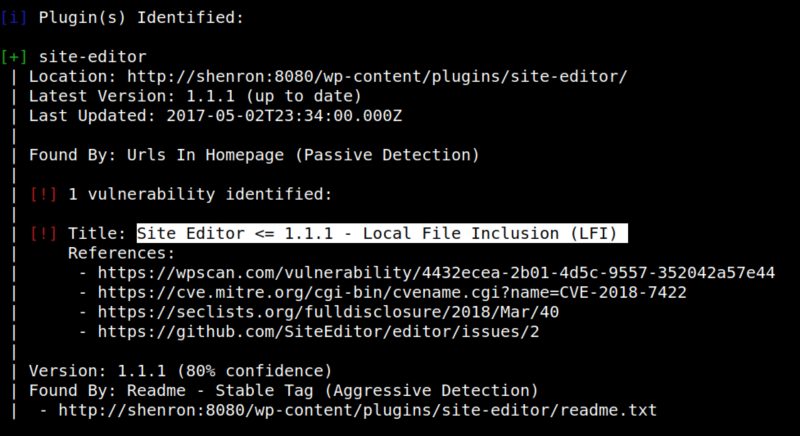 [i] Plugin(s) Identified:
[+] site-editor
| Location: http://shenron:8080/wp-content/plugins/site-editor/
| Latest Version: 1.1.1 (up to date)
| Last Updated: 2017-05-02T23:34:00.000Z
|
| Found By: Urls In Homepage (Passive Detection)
|
| [!] 1 vulnerability identified:
|
| [!] Title: Site Editor <= 1.1.1 - Local File Inclusion (LFI)
|     References:
|      - https://wpscan.com/vulnerability/4432ecea-2b01-4d5c-9557-352042a57e44
|      - https://cve.mitre.org/cgi-bin/cvename.cgi?name=CVE-2018-7422
|      - https://seclists.org/fulldisclosure/2018/Mar/40
|      - https://github.com/SiteEditor/editor/issues/2
|
| Version: 1.1.1 (80% confidence)
| Found By: Readme - Stable Tag (Aggressive Detection)
|  - http://shenron:8080/wp-content/plugins/site-editor/readme.txt